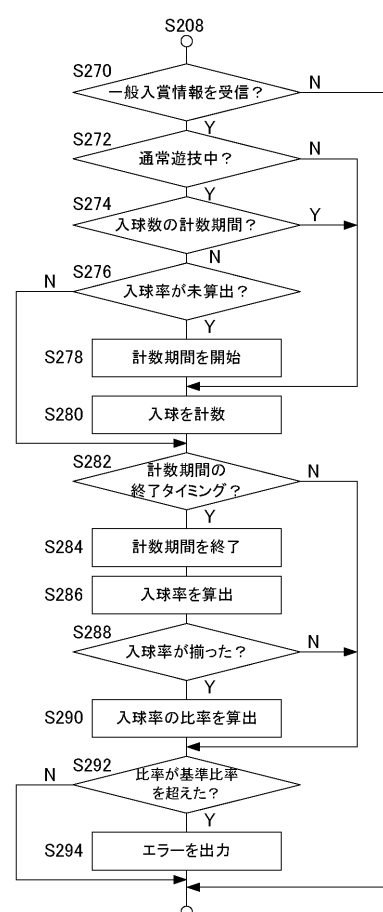 S208
S270
一般入賞情報を受信？
N
Y
S272
通常遊技中？
N
Y
S274
入球数の計数期間？
Y
N
S276
N
入球率が未算出？
Y
S278
計数期間を開始
S280
入球を計数
S282
計数期間の
終了タイミング？
N
Y
S284
計数期間を終了
S286
入球率を算出
S288
入球率が揃った？
N
Y
S290
入球率の比率を算出
S292
N
比率が基準比率
を超えた？
Y
S294
エラーを出力